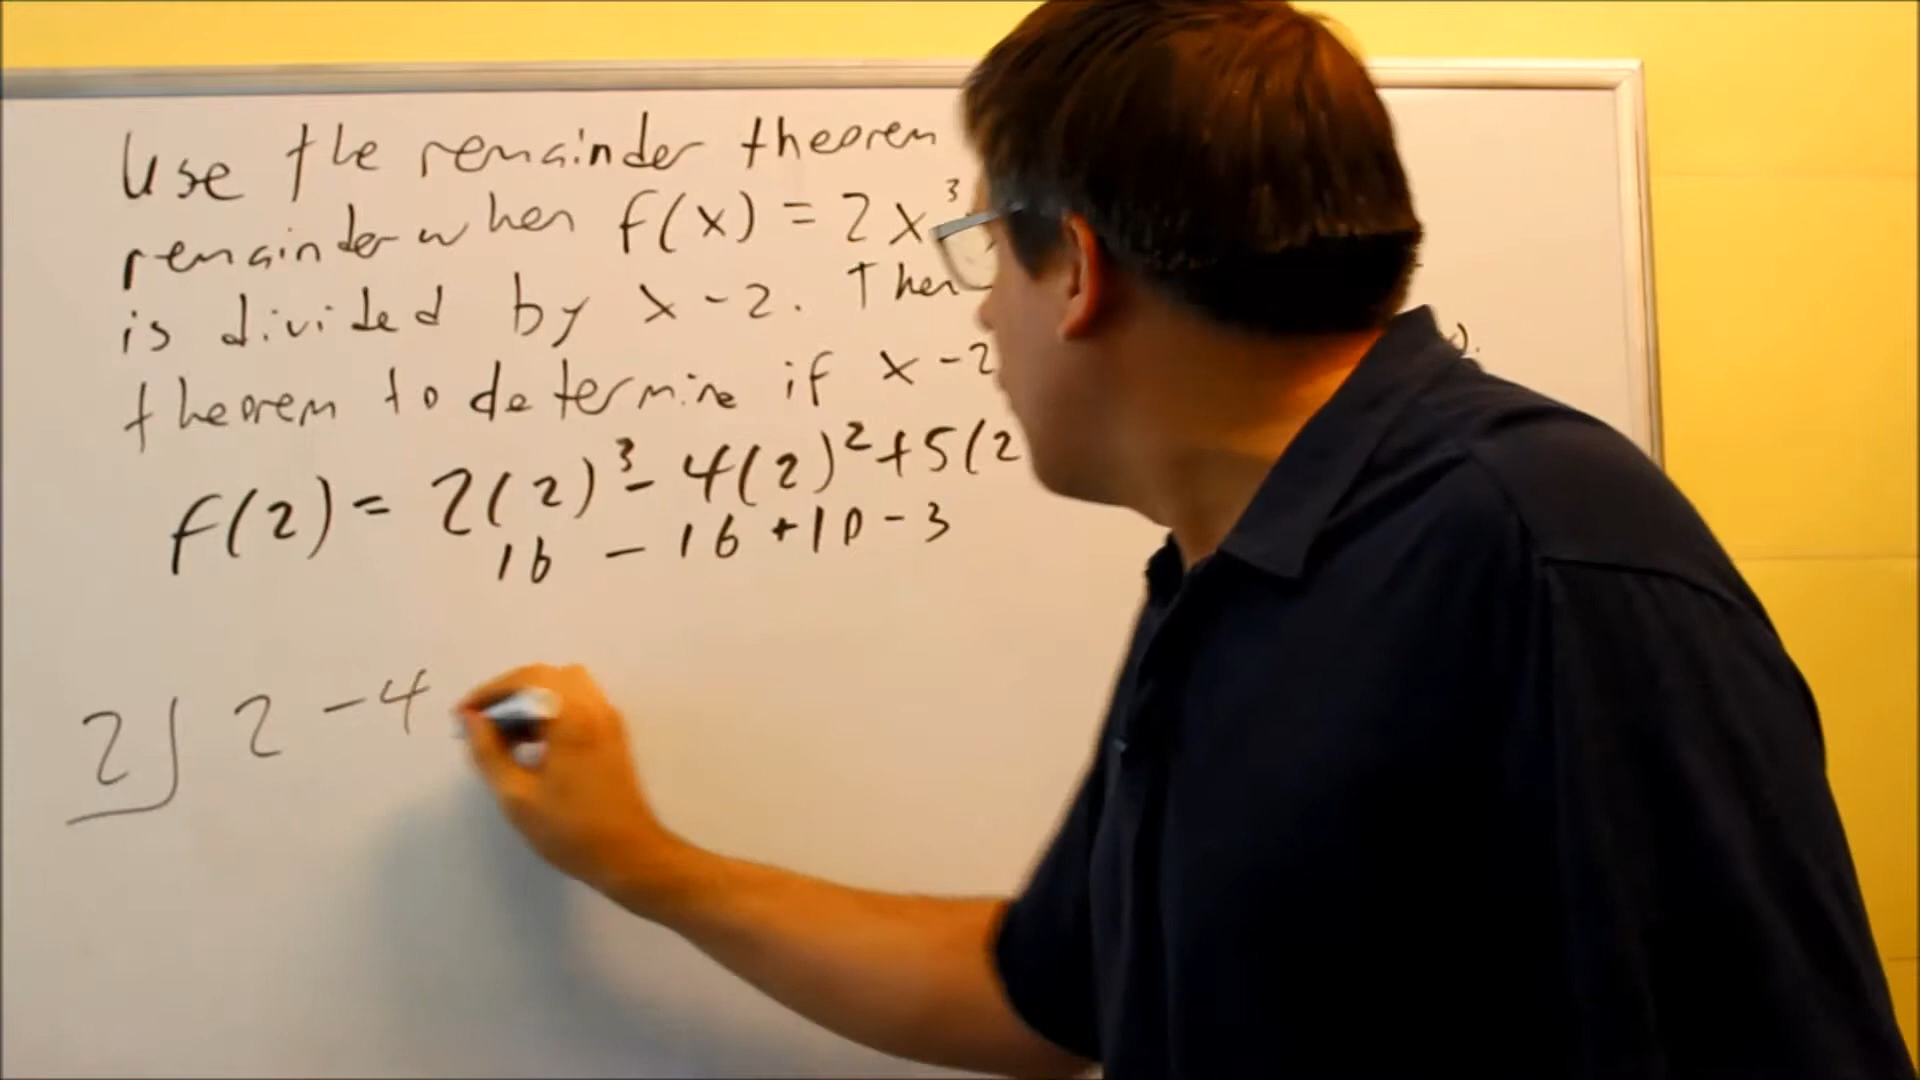 Use the remainder theorem
remainder when f(x) = 2x³
is divided by x - 2. Then
theorem to determine if x - 2
f(2) = 2(2)³ - 4(2)² + 5(2
16 - 16 + 10 - 3
2⌋ 2 - 4